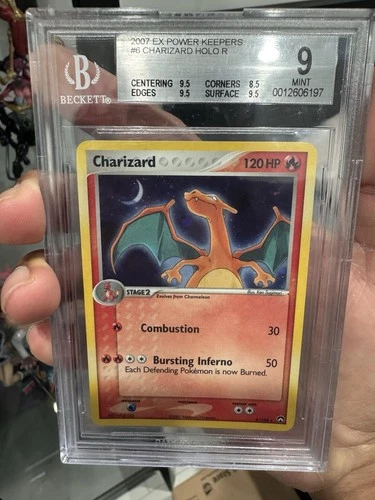 2007 EX POWER KEEPERS
#6 CHARIZARD HOLO R
9
MINT
CENTERING 9.5 CORNERS 8.5
EDGES 9.5 SURFACE 9.5
0012606197
B
BECKETT®
Charizard
120 HP
STAGE 2
Evolves from Charmeleon
Combustion 30
Bursting Inferno 50
Each Defending Pokémon is now Burned.